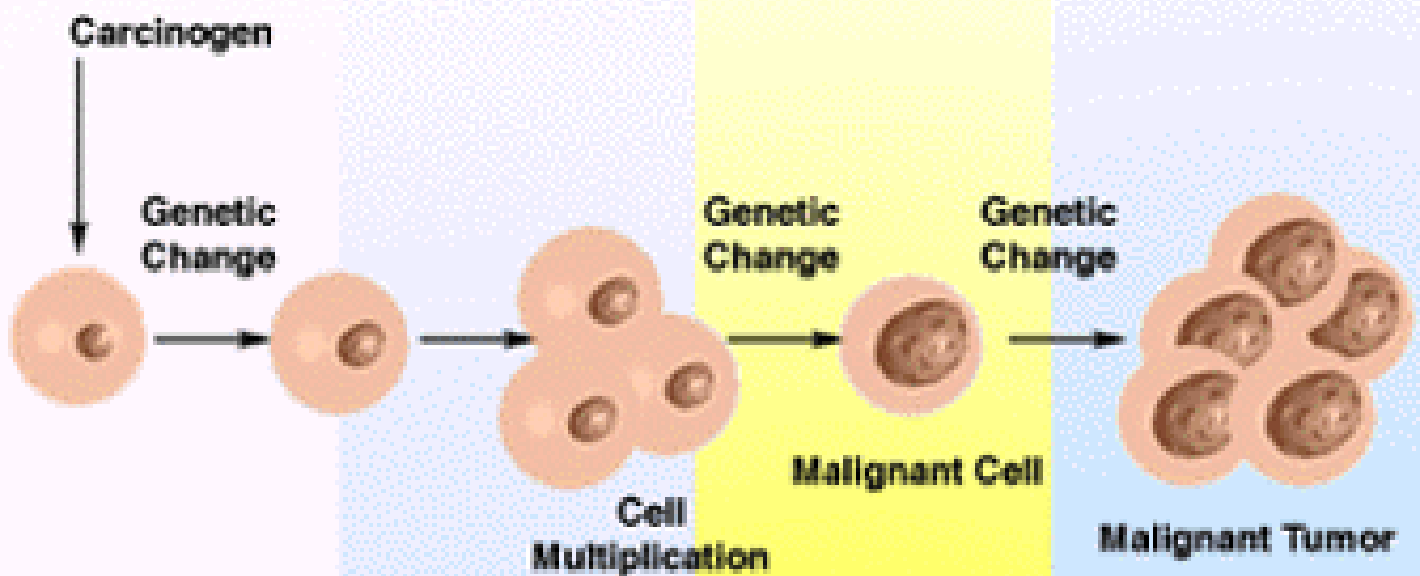 Carcinogen
Genetic
Change
Genetic
Change
Genetic
Change
Cell
Multiplication
Malignant Cell
Malignant Tumor